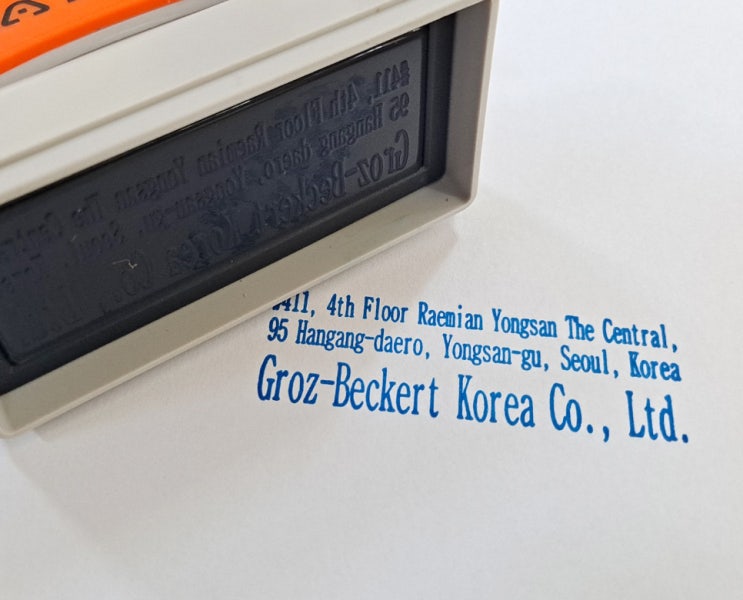 #411, 4th Floor Raemian Yongsan The Central,
95 Hangang-daero, Yongsan-gu, Seoul, Korea
Groz-Beckert Korea Co., Ltd.